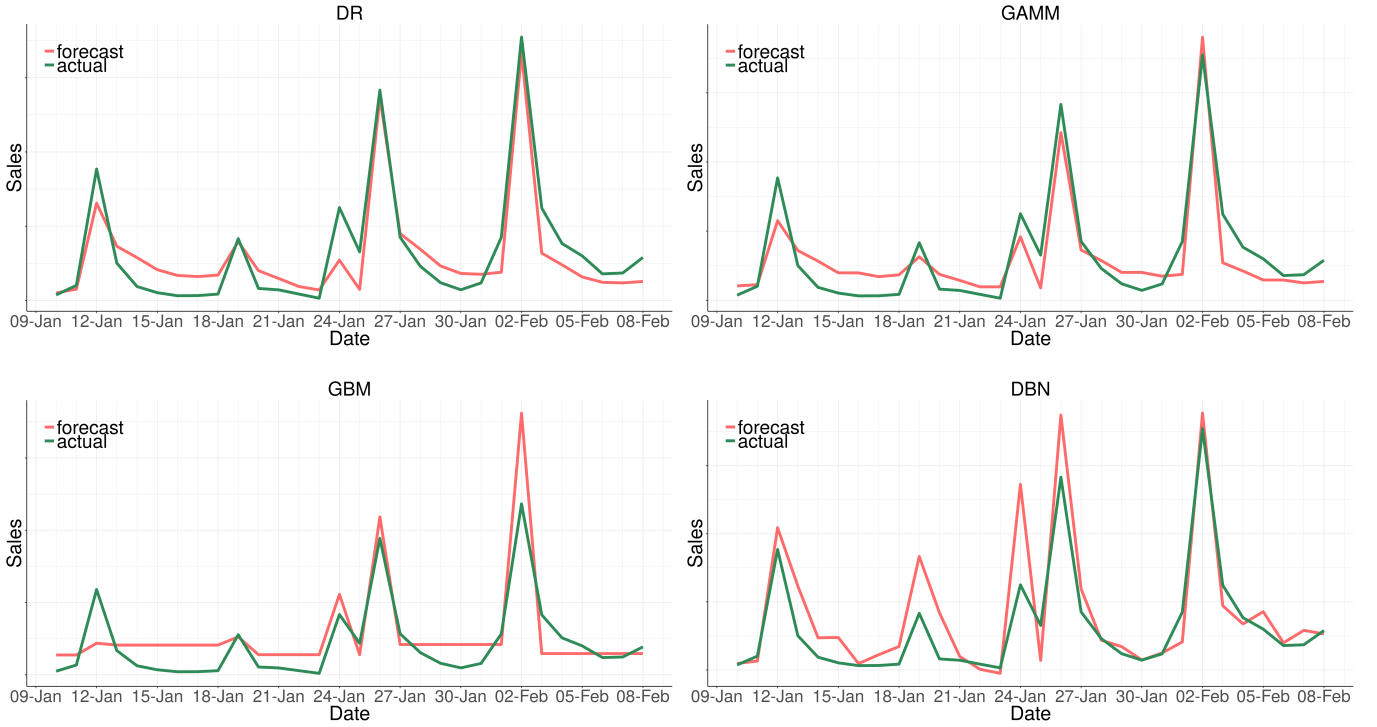 DR
forecast
actual
Sales
09-Jan 12-Jan 15-Jan 18-Jan 21-Jan 24-Jan 27-Jan 30-Jan 02-Feb 05-Feb 08-Feb
Date
GAMM
forecast
actual
Sales
09-Jan 12-Jan 15-Jan 18-Jan 21-Jan 24-Jan 27-Jan 30-Jan 02-Feb 05-Feb 08-Feb
Date
GBM
forecast
actual
Sales
09-Jan 12-Jan 15-Jan 18-Jan 21-Jan 24-Jan 27-Jan 30-Jan 02-Feb 05-Feb 08-Feb
Date
DBN
forecast
actual
Sales
09-Jan 12-Jan 15-Jan 18-Jan 21-Jan 24-Jan 27-Jan 30-Jan 02-Feb 05-Feb 08-Feb
Date